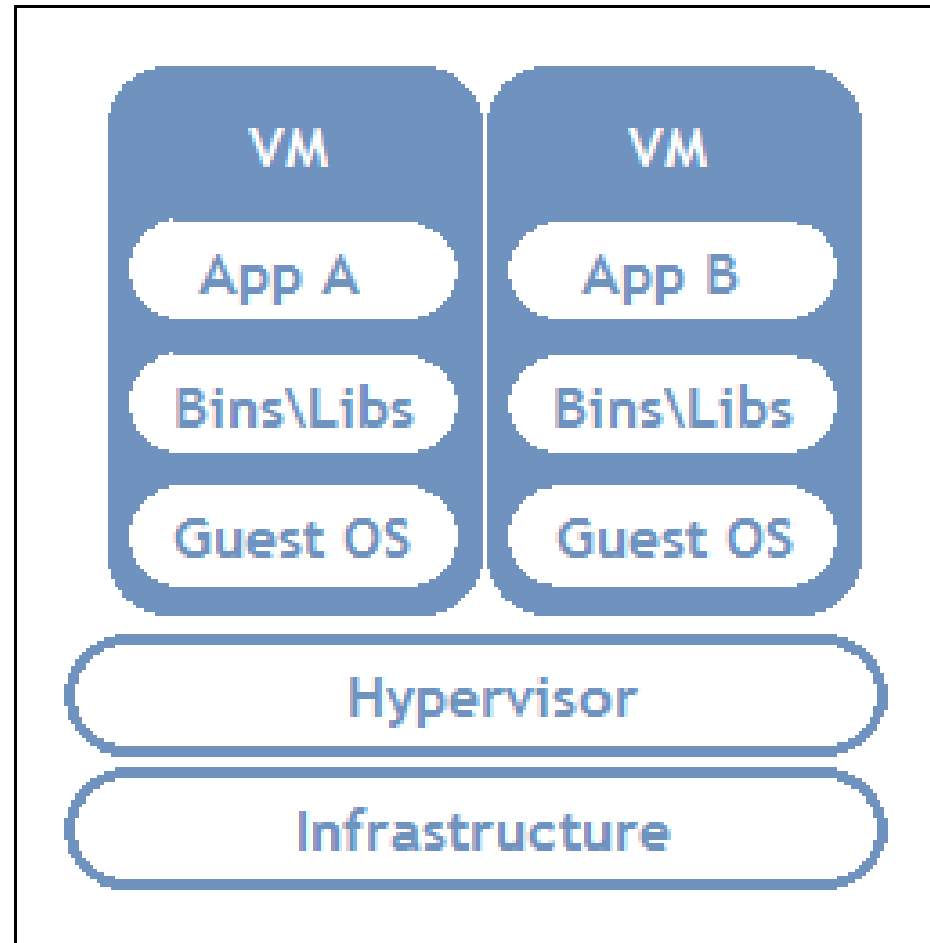 VM VM
App A App B
Bins\Libs Bins\Libs
Guest OS Guest OS
Hypervisor
Infrastructure